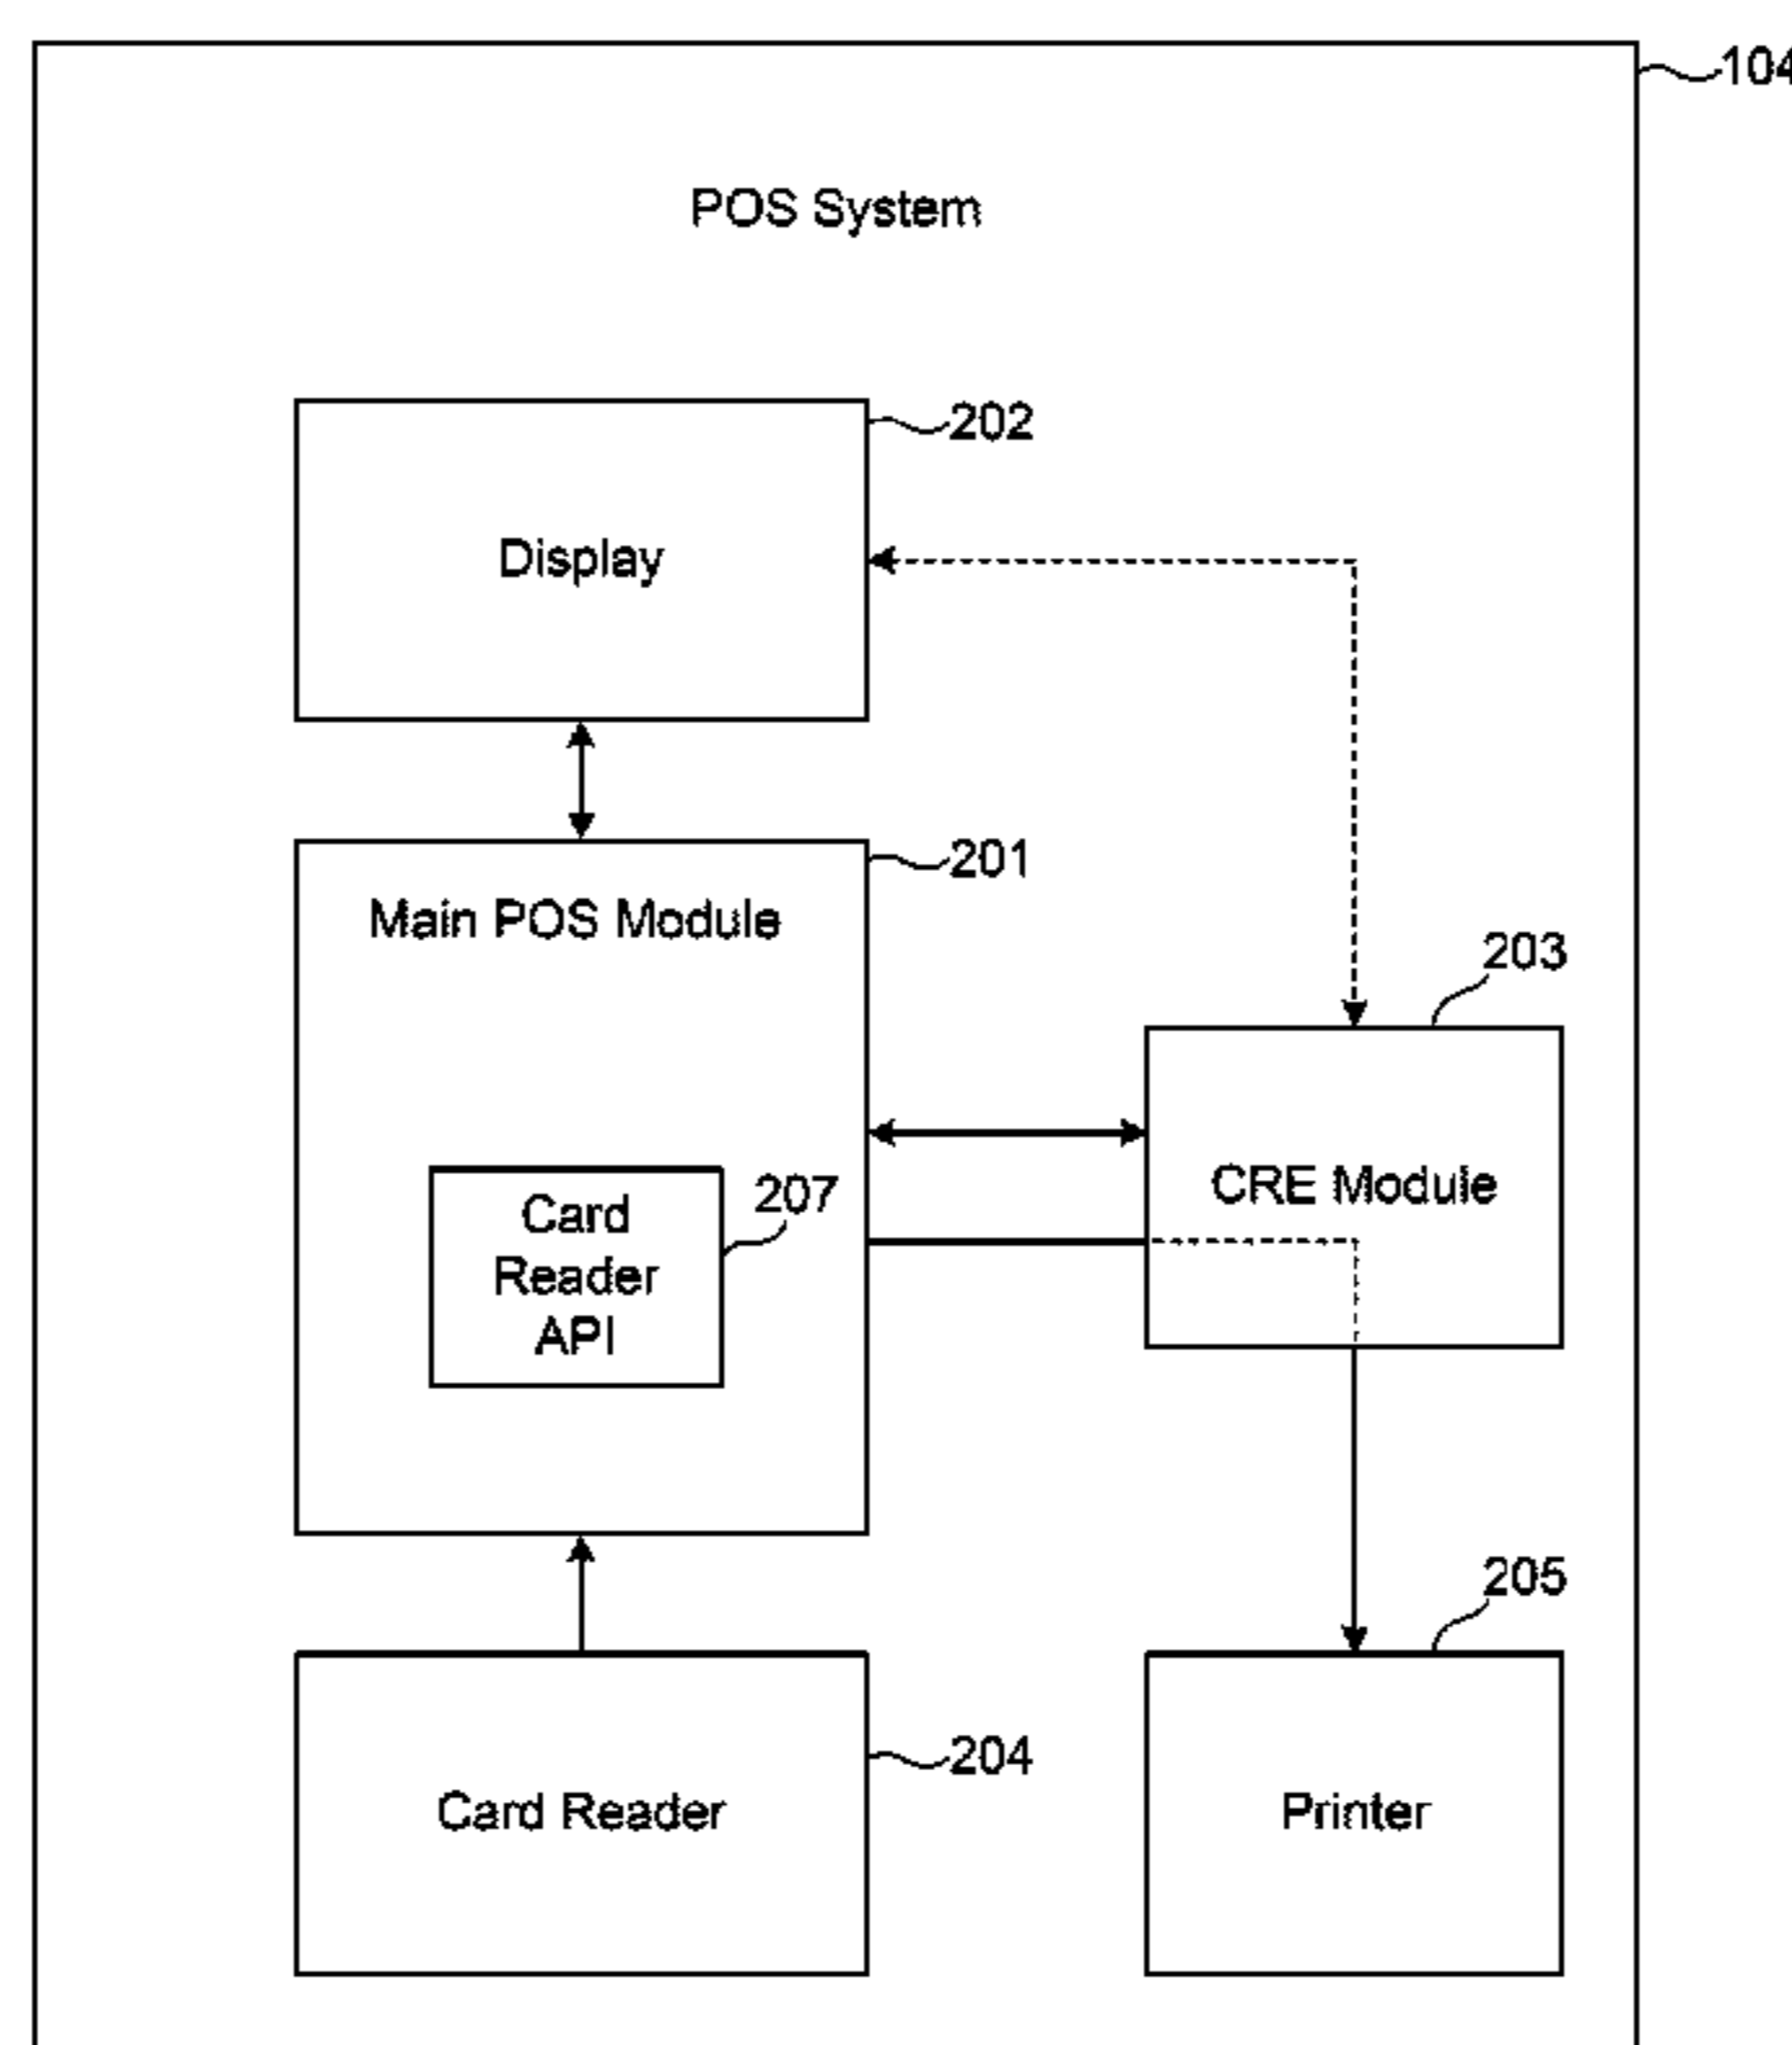 104
POS System
202
Display
201
Main POS Module
203
207
Card
Reader
API
CRE Module
205
204
Card Reader
Printer